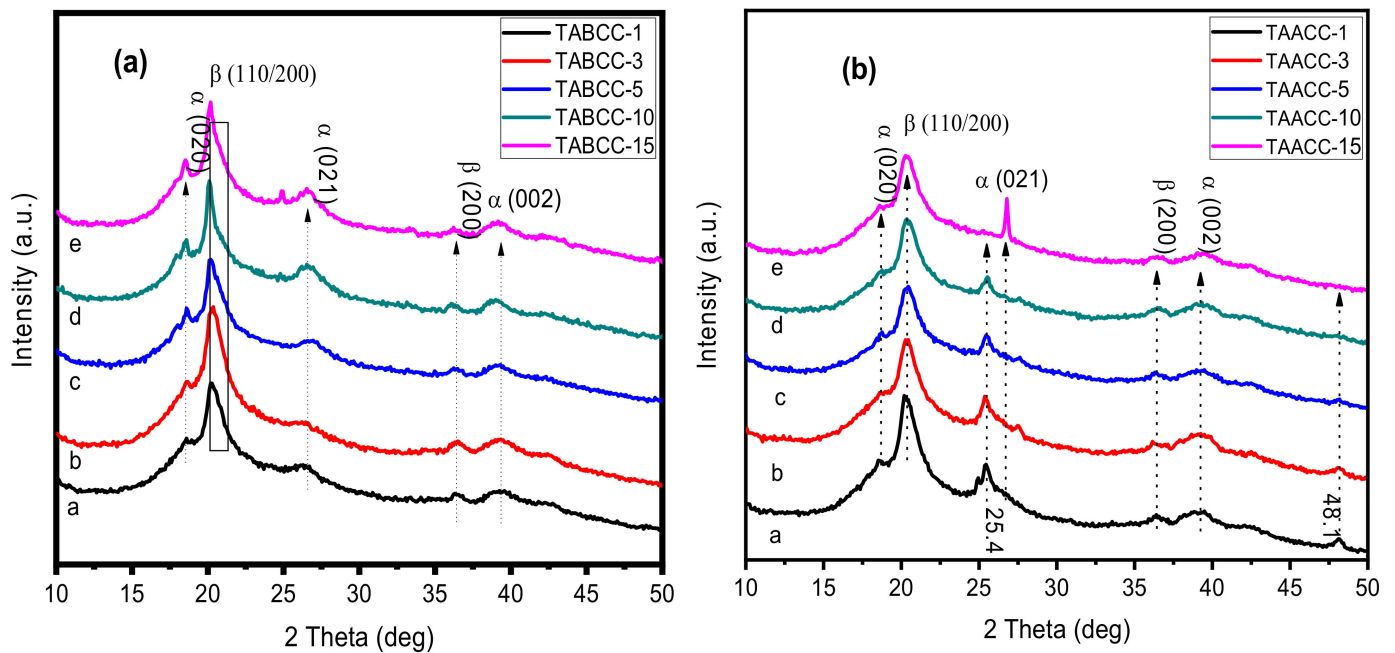 (a)
TABCC-1
TABCC-3
TABCC-5
TABCC-10
TABCC-15
β (110/200)
α (020)
α (021)
β (200)
α (002)
e
d
c
b
a
Intensity (a.u.)
10 15 20 25 30 35 40 45 50
2 Theta (deg)
(b)
TAACC-1
TAACC-3
TAACC-5
TAACC-10
TAACC-15
α (020)
β (110/200)
α (021)
β (200)
α (002)
e
d
c
b
a
25.4
48.1
Intensity (a.u.)
10 15 20 25 30 35 40 45 50
2 Theta (deg)